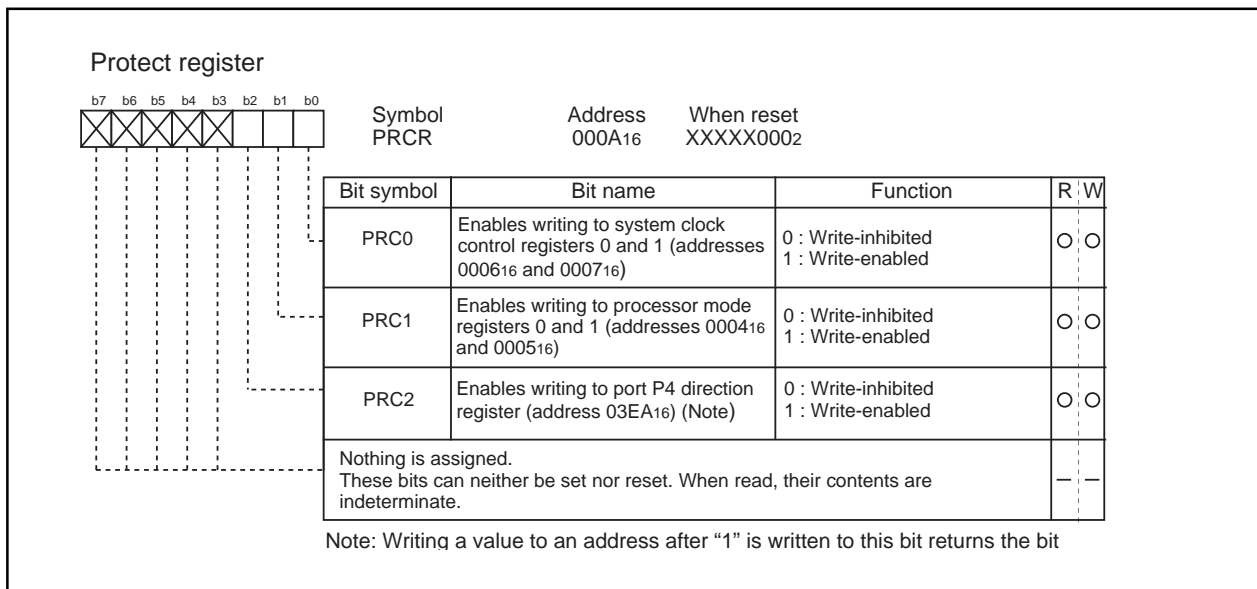 Protect register
b7 b6 b5 b4 b3 b2 b1 b0
Symbol Address When reset
PRCR 000A16 XXXXX0002
Bit symbol Bit name Function R W
PRC0
Enables writing to system clock
control registers 0 and 1 (addresses
000616 and 000716)
0 : Write-inhibited
1 : Write-enabled
PRC1
Enables writing to processor mode
registers 0 and 1 (addresses 000416
and 000516)
0 : Write-inhibited
1 : Write-enabled
PRC2
Enables writing to port P4 direction
register (address 03EA16) (Note)
0 : Write-inhibited
1 : Write-enabled
Nothing is assigned.
These bits can neither be set nor reset. When read, their contents are
indeterminate.
Note: Writing a value to an address after “1” is written to this bit returns the bit